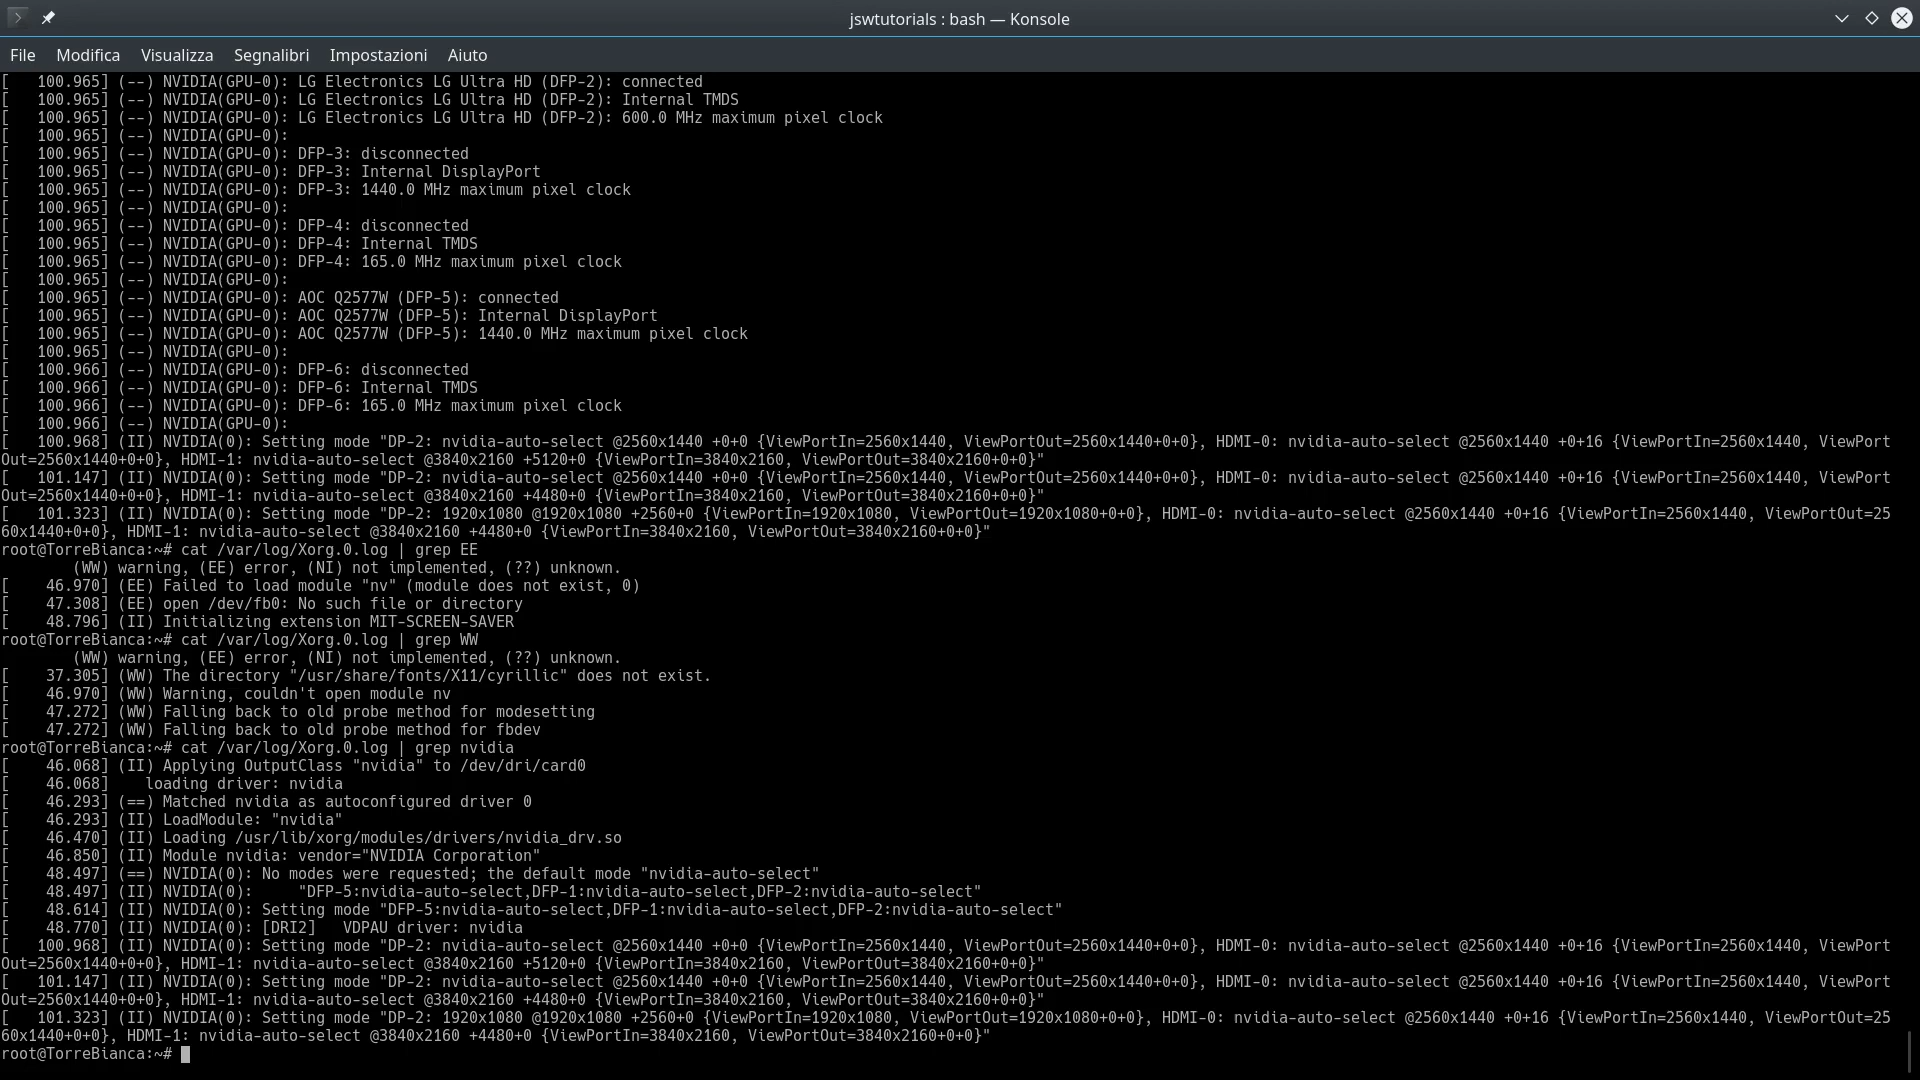 jswtutorials : bash — Konsole
File Modifica Visualizza Segnalibri Impostazioni Aiuto
[   100.965] (--) NVIDIA(GPU-0): LG Electronics LG Ultra HD (DFP-2): connected
[   100.965] (--) NVIDIA(GPU-0): LG Electronics LG Ultra HD (DFP-2): Internal TMDS
[   100.965] (--) NVIDIA(GPU-0): LG Electronics LG Ultra HD (DFP-2): 600.0 MHz maximum pixel clock
[   100.965] (--) NVIDIA(GPU-0):
[   100.965] (--) NVIDIA(GPU-0): DFP-3: disconnected
[   100.965] (--) NVIDIA(GPU-0): DFP-3: Internal DisplayPort
[   100.965] (--) NVIDIA(GPU-0): DFP-3: 1440.0 MHz maximum pixel clock
[   100.965] (--) NVIDIA(GPU-0):
[   100.965] (--) NVIDIA(GPU-0): DFP-4: disconnected
[   100.965] (--) NVIDIA(GPU-0): DFP-4: Internal TMDS
[   100.965] (--) NVIDIA(GPU-0): DFP-4: 165.0 MHz maximum pixel clock
[   100.965] (--) NVIDIA(GPU-0):
[   100.965] (--) NVIDIA(GPU-0): AOC Q2577W (DFP-5): connected
[   100.965] (--) NVIDIA(GPU-0): AOC Q2577W (DFP-5): Internal DisplayPort
[   100.965] (--) NVIDIA(GPU-0): AOC Q2577W (DFP-5): 1440.0 MHz maximum pixel clock
[   100.965] (--) NVIDIA(GPU-0):
[   100.966] (--) NVIDIA(GPU-0): DFP-6: disconnected
[   100.966] (--) NVIDIA(GPU-0): DFP-6: Internal TMDS
[   100.966] (--) NVIDIA(GPU-0): DFP-6: 165.0 MHz maximum pixel clock
[   100.966] (--) NVIDIA(GPU-0):
[   100.968] (II) NVIDIA(0): Setting mode "DP-2: nvidia-auto-select @2560x1440 +0+0 {ViewPortIn=2560x1440, ViewPortOut=2560x1440+0+0}, HDMI-0: nvidia-auto-select @2560x1440 +0+16 {ViewPortIn=2560x1440, ViewPort
Out=2560x1440+0+0}, HDMI-1: nvidia-auto-select @3840x2160 +5120+0 {ViewPortIn=3840x2160, ViewPortOut=3840x2160+0+0}"
[   101.147] (II) NVIDIA(0): Setting mode "DP-2: nvidia-auto-select @2560x1440 +0+0 {ViewPortIn=2560x1440, ViewPortOut=2560x1440+0+0}, HDMI-0: nvidia-auto-select @2560x1440 +0+16 {ViewPortIn=2560x1440, ViewPort
Out=2560x1440+0+0}, HDMI-1: nvidia-auto-select @3840x2160 +4480+0 {ViewPortIn=3840x2160, ViewPortOut=3840x2160+0+0}"
[   101.323] (II) NVIDIA(0): Setting mode "DP-2: 1920x1080 @1920x1080 +2560+0 {ViewPortIn=1920x1080, ViewPortOut=1920x1080+0+0}, HDMI-0: nvidia-auto-select @2560x1440 +0+16 {ViewPortIn=2560x1440, ViewPortOut=25
60x1440+0+0}, HDMI-1: nvidia-auto-select @3840x2160 +4480+0 {ViewPortIn=3840x2160, ViewPortOut=3840x2160+0+0}"
root@TorreBianca:~# cat /var/log/Xorg.0.log | grep EE
        (WW) warning, (EE) error, (NI) not implemented, (??) unknown.
[    46.970] (EE) Failed to load module "nv" (module does not exist, 0)
[    47.308] (EE) open /dev/fb0: No such file or directory
[    48.796] (II) Initializing extension MIT-SCREEN-SAVER
root@TorreBianca:~# cat /var/log/Xorg.0.log | grep WW
        (WW) warning, (EE) error, (NI) not implemented, (??) unknown.
[    37.305] (WW) The directory "/usr/share/fonts/X11/cyrillic" does not exist.
[    46.970] (WW) Warning, couldn't open module nv
[    47.272] (WW) Falling back to old probe method for modesetting
[    47.272] (WW) Falling back to old probe method for fbdev
root@TorreBianca:~# cat /var/log/Xorg.0.log | grep nvidia
[    46.068] (II) Applying OutputClass "nvidia" to /dev/dri/card0
[    46.068]    loading driver: nvidia
[    46.293] (==) Matched nvidia as autoconfigured driver 0
[    46.293] (II) LoadModule: "nvidia"
[    46.470] (II) Loading /usr/lib/xorg/modules/drivers/nvidia_drv.so
[    46.850] (II) Module nvidia: vendor="NVIDIA Corporation"
[    48.497] (==) NVIDIA(0): No modes were requested; the default mode "nvidia-auto-select"
[    48.497] (II) NVIDIA(0):     "DFP-5:nvidia-auto-select,DFP-1:nvidia-auto-select,DFP-2:nvidia-auto-select"
[    48.614] (II) NVIDIA(0): Setting mode "DFP-5:nvidia-auto-select,DFP-1:nvidia-auto-select,DFP-2:nvidia-auto-select"
[    48.770] (II) NVIDIA(0): [DRI2]   VDPAU driver: nvidia
[   100.968] (II) NVIDIA(0): Setting mode "DP-2: nvidia-auto-select @2560x1440 +0+0 {ViewPortIn=2560x1440, ViewPortOut=2560x1440+0+0}, HDMI-0: nvidia-auto-select @2560x1440 +0+16 {ViewPortIn=2560x1440, ViewPort
Out=2560x1440+0+0}, HDMI-1: nvidia-auto-select @3840x2160 +5120+0 {ViewPortIn=3840x2160, ViewPortOut=3840x2160+0+0}"
[   101.147] (II) NVIDIA(0): Setting mode "DP-2: nvidia-auto-select @2560x1440 +0+0 {ViewPortIn=2560x1440, ViewPortOut=2560x1440+0+0}, HDMI-0: nvidia-auto-select @2560x1440 +0+16 {ViewPortIn=2560x1440, ViewPort
Out=2560x1440+0+0}, HDMI-1: nvidia-auto-select @3840x2160 +4480+0 {ViewPortIn=3840x2160, ViewPortOut=3840x2160+0+0}"
[   101.323] (II) NVIDIA(0): Setting mode "DP-2: 1920x1080 @1920x1080 +2560+0 {ViewPortIn=1920x1080, ViewPortOut=1920x1080+0+0}, HDMI-0: nvidia-auto-select @2560x1440 +0+16 {ViewPortIn=2560x1440, ViewPortOut=25
60x1440+0+0}, HDMI-1: nvidia-auto-select @3840x2160 +4480+0 {ViewPortIn=3840x2160, ViewPortOut=3840x2160+0+0}"
root@TorreBianca:~#